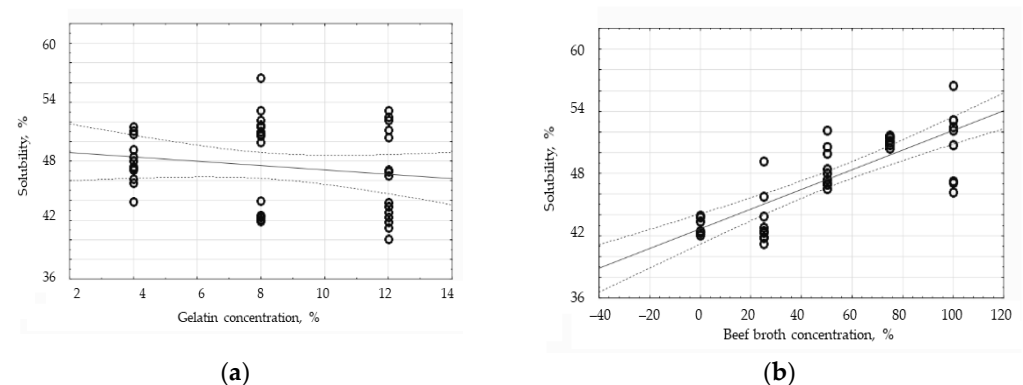 60
54
48
42
36
Solubility, %
2 4 6 8 10 12 14
Gelatin concentration, %
(a)
60
54
48
42
36
Solubility, %
−40 −20 0 20 40 60 80 100 120
Beef broth concentration, %
(b)